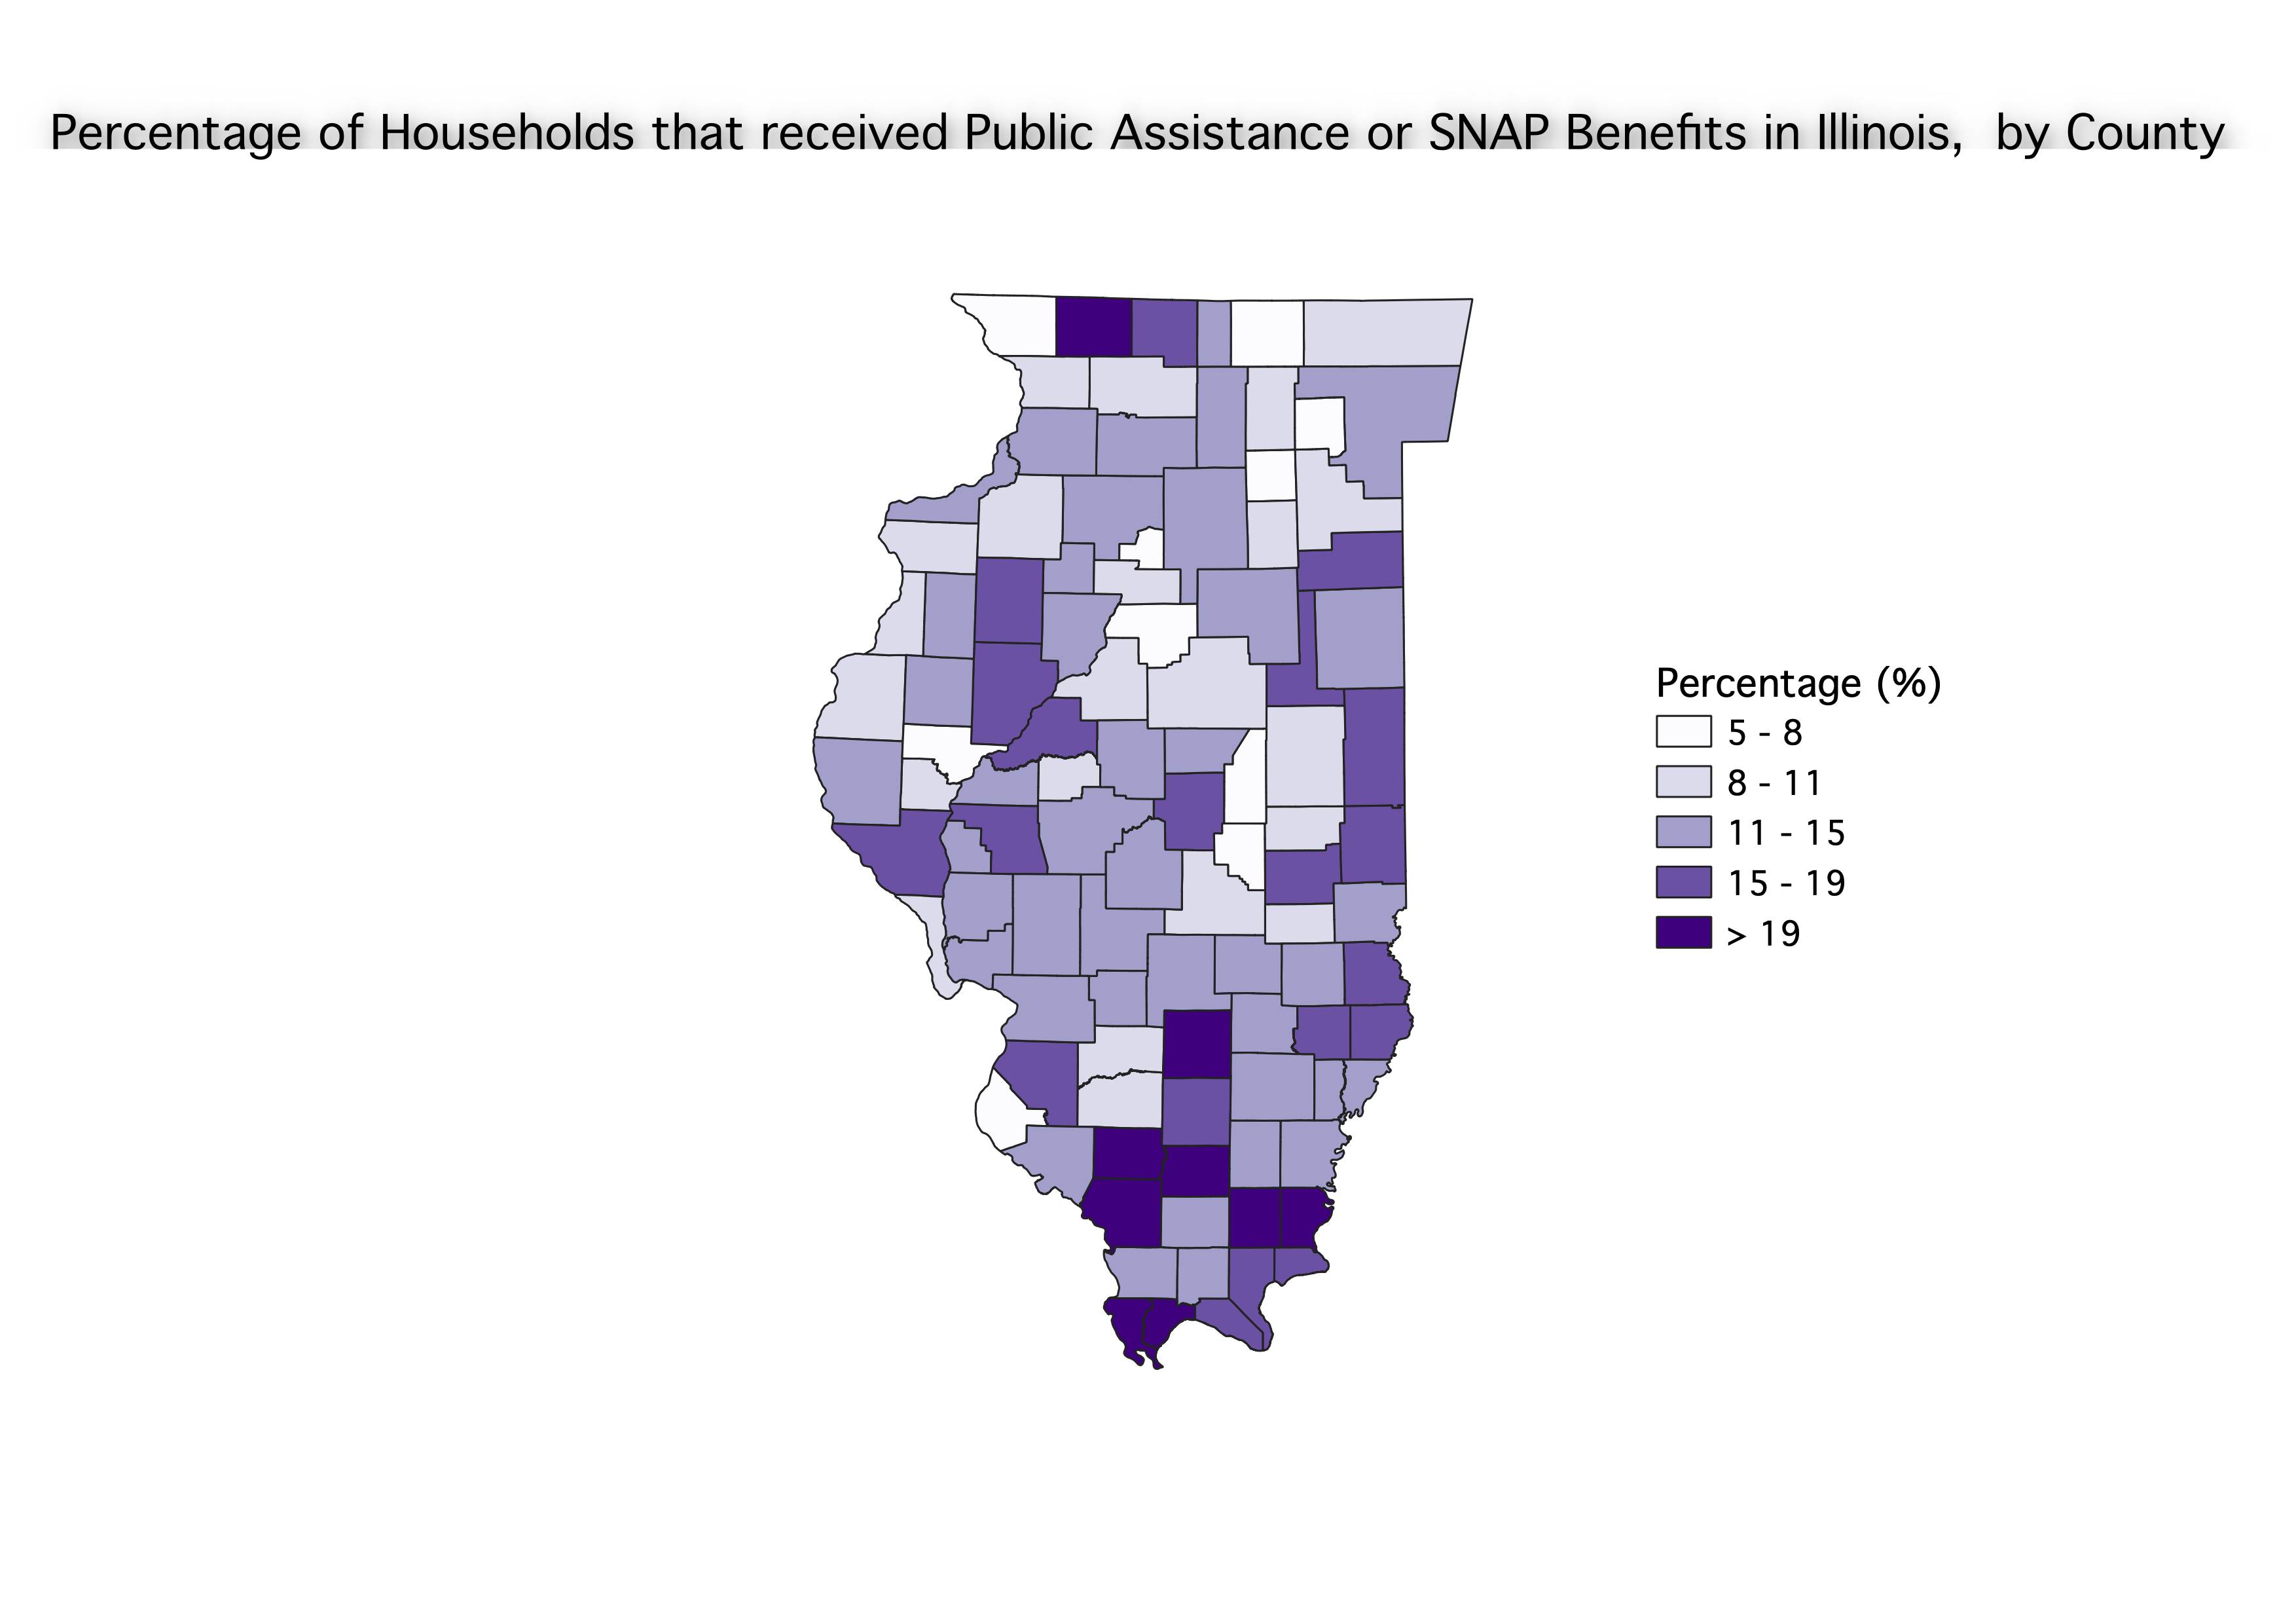 Percentage of Households that received Public Assistance or SNAP Benefits in Illinois,  by County
Percentage (%)
5 - 8
8 - 11
11 - 15
15 - 19
> 19